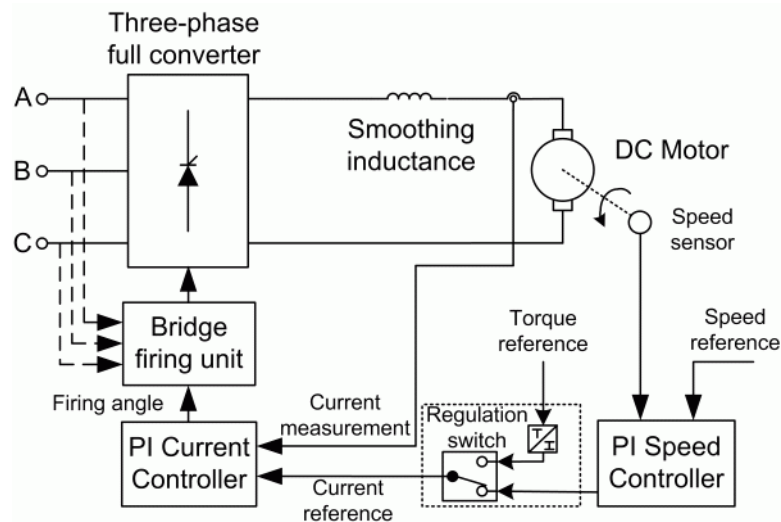 Three-phase
full converter
A
B
C
Smoothing
inductance
DC Motor
Speed
sensor
Bridge
firing unit
Torque
reference
Speed
reference
Firing angle
Current
measurement
Regulation
switch
T
I
PI Current
Controller
PI Speed
Controller
Current
reference